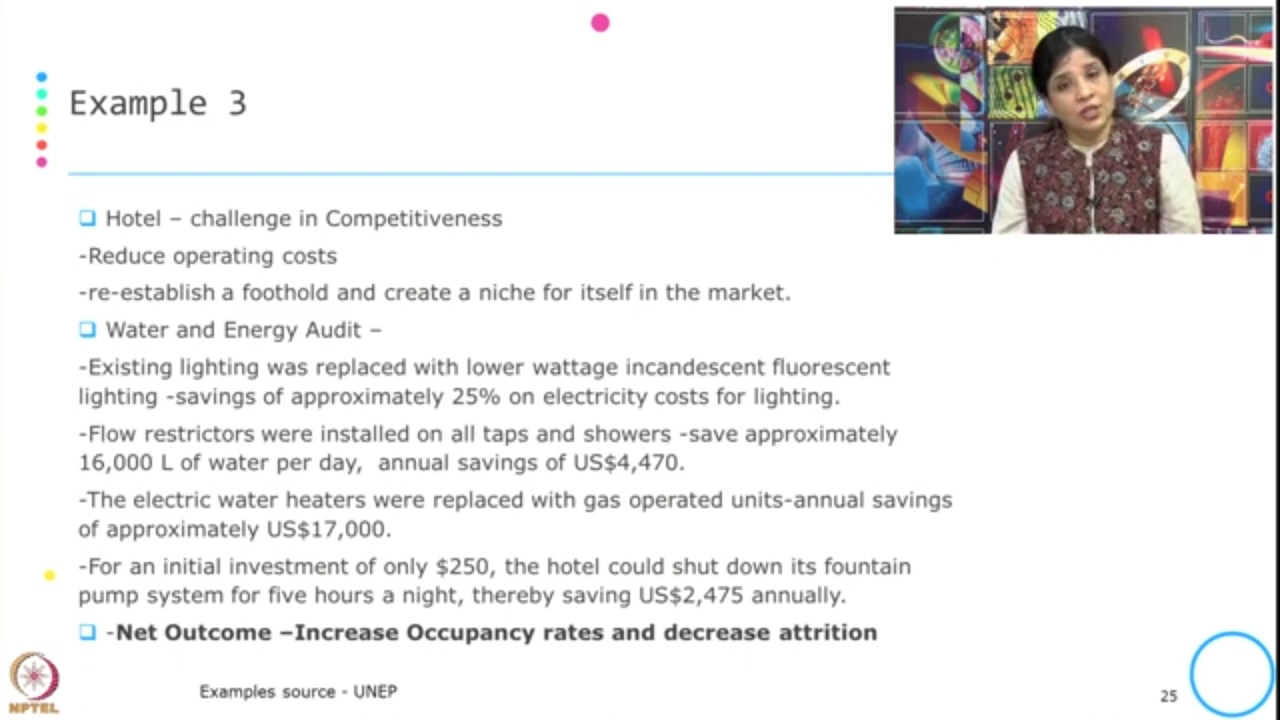 Example 3
❑ Hotel – challenge in Competitiveness
-Reduce operating costs
-re-establish a foothold and create a niche for itself in the market.
❑ Water and Energy Audit –
-Existing lighting was replaced with lower wattage incandescent fluorescent
lighting -savings of approximately 25% on electricity costs for lighting.
-Flow restrictors were installed on all taps and showers -save approximately
16,000 L of water per day,  annual savings of US$4,470.
-The electric water heaters were replaced with gas operated units-annual savings
of approximately US$17,000.
-For an initial investment of only $250, the hotel could shut down its fountain
pump system for five hours a night, thereby saving US$2,475 annually.
❑ -Net Outcome –Increase Occupancy rates and decrease attrition
Examples source - UNEP
25
NPTEL